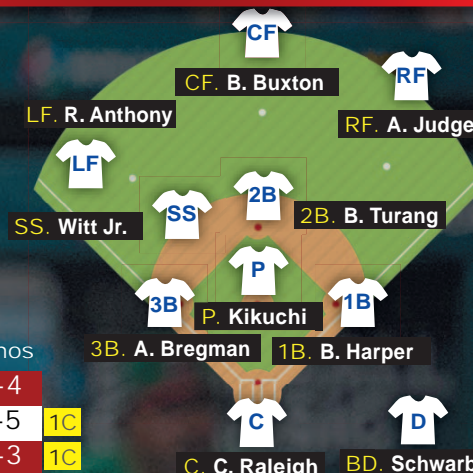 CF
CF. B. Buxton
RF
LF. R. Anthony
RF. A. Judge
LF
2B
SS
2B. B. Turang
SS. Witt Jr.
P
3B
1B
P. Kikuchi
3B. A. Bregman
1B. B. Harper
nos
-4
C
D
-5 1C
-3 1C
C. C. Raleigh
BD. Schwarb